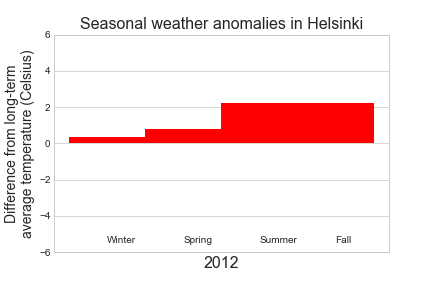 Seasonal weather anomalies in Helsinki
Difference from long-term
average temperature (Celsius)
6
4
2
0
−2
−4
−6
Winter Spring Summer Fall
2012